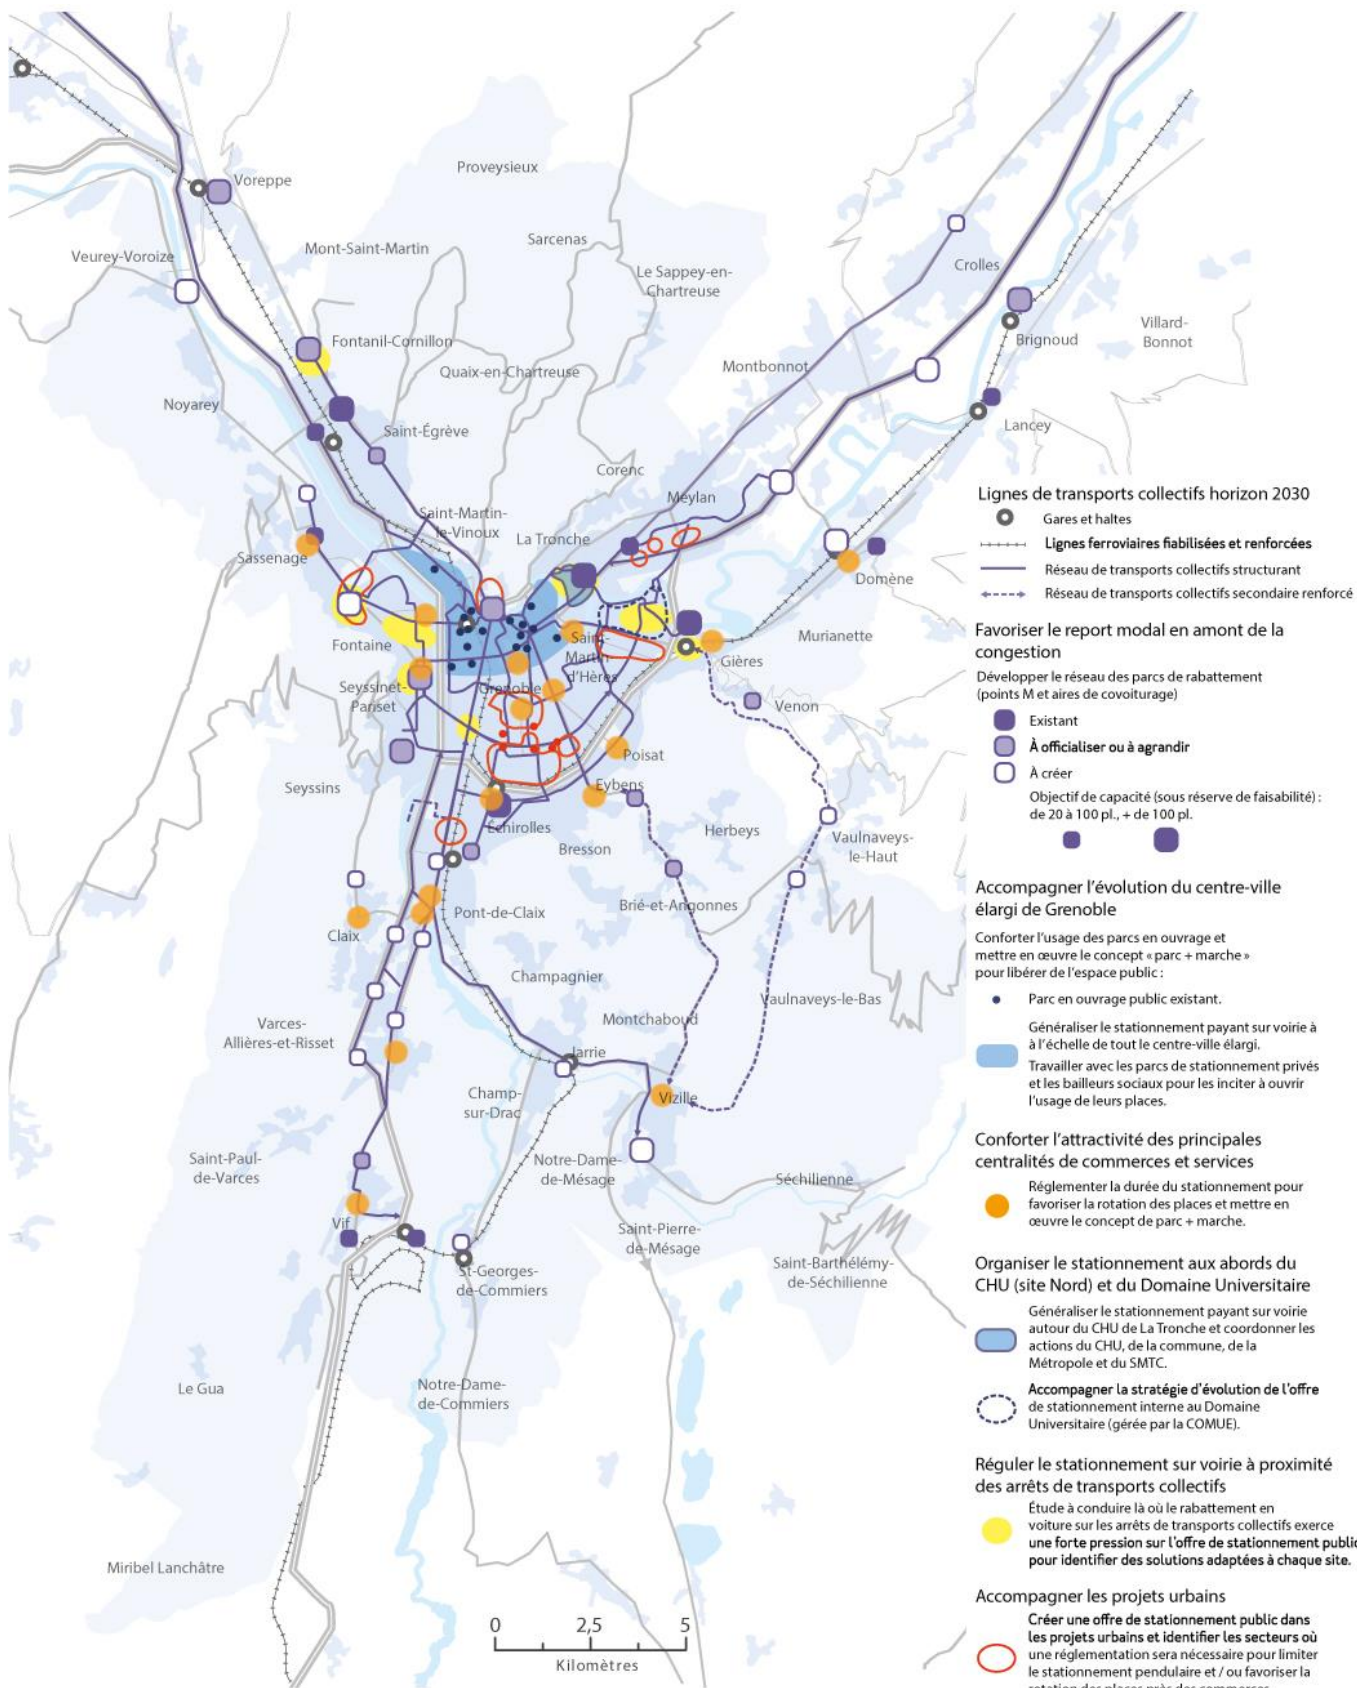 Proveysieux
Voreppe
Sarcenas
Mont-Saint-Martin
Veurey-Voroize
Le Sappey-en-
Chartreuse
Crolles
Villard-
Bonnot
Brignoud
Fontanil-Cornillon
Quaix-en-Chartreuse
Montbonnot
Noyarey
Saint-Égrève
Lancey
Corenc
Meylan
Saint-Martin-
le-Vinoux
La Tronche
Sassenage
Domène
Fontaine
Saint-
Martin
d'Hères
Murianette
Gières
Seyssinet-
Pariset
Grenoble
Venon
Poisat
Seyssins
Eybens
Échirolles
Herbeys
Bresson
Vaulnaveys-
le-Haut
Brié-et-Angonnes
Pont-de-Claix
Claix
Champagnier
Vaulnaveys-le-Bas
Montchaboud
Varces-
Allières-et-Risset
Jarrie
Champ-
sur-Drac
Vizille
Saint-Paul-
de-Varces
Notre-Dame-
de-Mésage
Séchilienne
Vif
Saint-Pierre-
de-Mésage
Saint-Barthélémy-
de-Séchilienne
St-Georges-
de-Commiers
Le Gua
Notre-Dame-
de-Commiers
Miribel Lanchâtre
0 2,5 5
Kilomètres
Lignes de transports collectifs horizon 2030
Gares et haltes
Lignes ferroviaires fiabilisées et renforcées
Réseau de transports collectifs structurant
Réseau de transports collectifs secondaire renforcé
Favoriser le report modal en amont de la
congestion
Développer le réseau des parcs de rabattement
(points M et aires de covoiturage)
Existant
À officialiser ou à agrandir
À créer
Objectif de capacité (sous réserve de faisabilité) :
de 20 à 100 pl., + de 100 pl.
Accompagner l'évolution du centre-ville
élargi de Grenoble
Conforter l'usage des parcs en ouvrage et
mettre en œuvre le concept « parc + marche »
pour libérer de l'espace public :
Parc en ouvrage public existant.
Généraliser le stationnement payant sur voirie à
à l'échelle de tout le centre-ville élargi.
Travailler avec les parcs de stationnement privés
et les bailleurs sociaux pour les inciter à ouvrir
l'usage de leurs places.
Conforter l'attractivité des principales
centralités de commerces et services
Réglementer la durée du stationnement pour
favoriser la rotation des places et mettre en
œuvre le concept de parc + marche.
Organiser le stationnement aux abords du
CHU (site Nord) et du Domaine Universitaire
Généraliser le stationnement payant sur voirie
autour du CHU de La Tronche et coordonner les
actions du CHU, de la commune, de la
Métropole et du SMTC.
Accompagner la stratégie d'évolution de l'offre
de stationnement interne au Domaine
Universitaire (gérée par la COMUE).
Réguler le stationnement sur voirie à proximité
des arrêts de transports collectifs
Étude à conduire là où le rabattement en
voiture sur les arrêts de transports collectifs exerce
une forte pression sur l'offre de stationnement public
pour identifier des solutions adaptées à chaque site.
Accompagner les projets urbains
Créer une offre de stationnement public dans
les projets urbains et identifier les secteurs où
une réglementation sera nécessaire pour limiter
le stationnement pendulaire et / ou favoriser la
rotation des places près des commerces